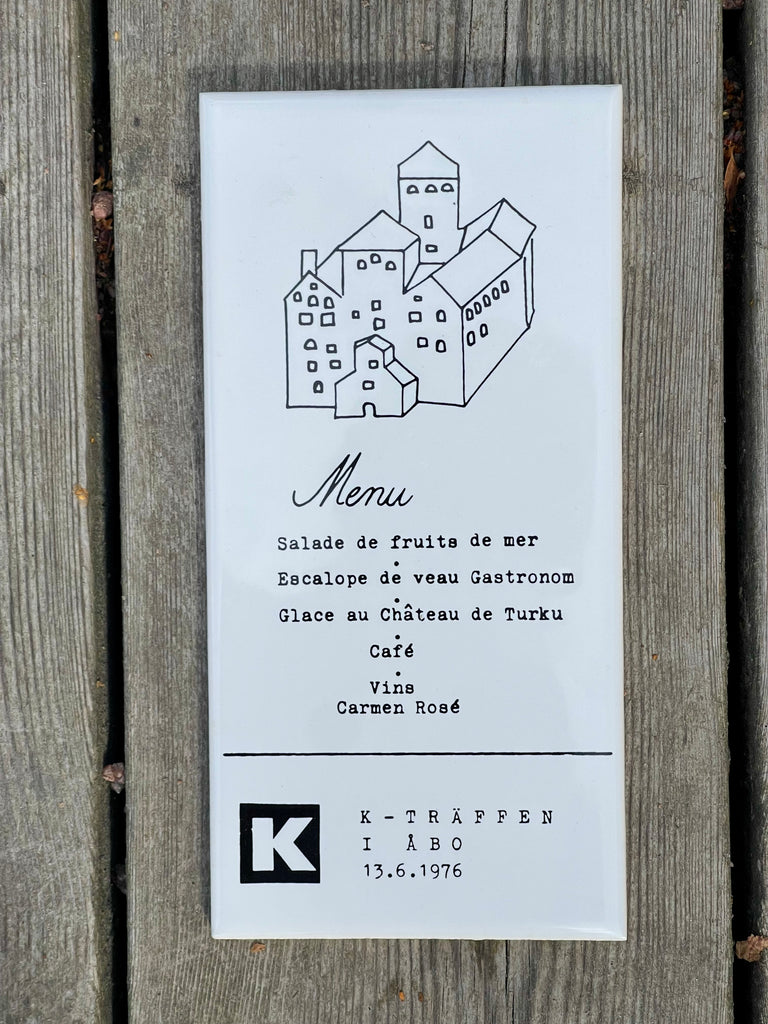 Menu
Salade de fruits de mer
Escalope de veau Gastronom
Glace au Château de Turku
Café
Vins
Carmen Rosé
K
K-TRÄFFEN
I ÅBO
13.6.1976